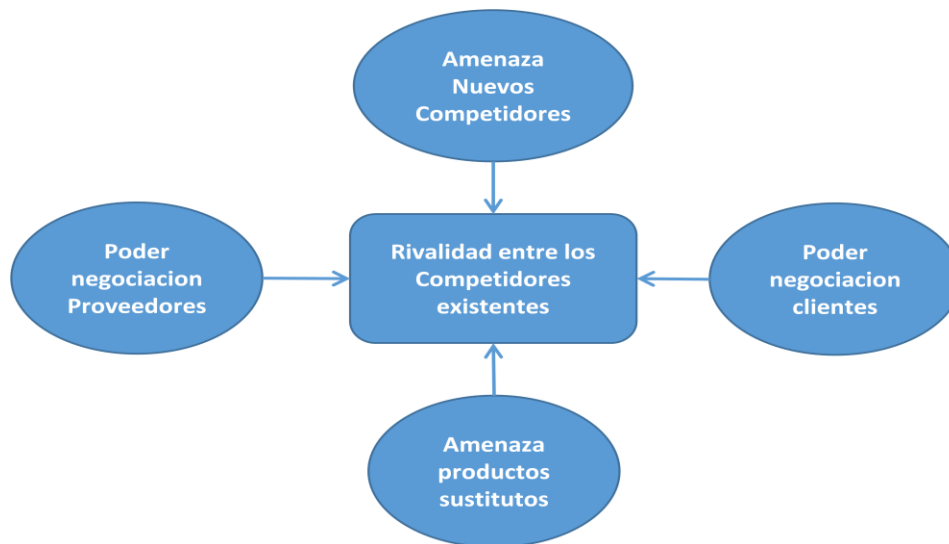 Amenaza
Nuevos
Competidores
Poder
negociacion
Proveedores
Rivalidad entre los
Competidores
existentes
Poder
negociacion
clientes
Amenaza
productos
sustitutos